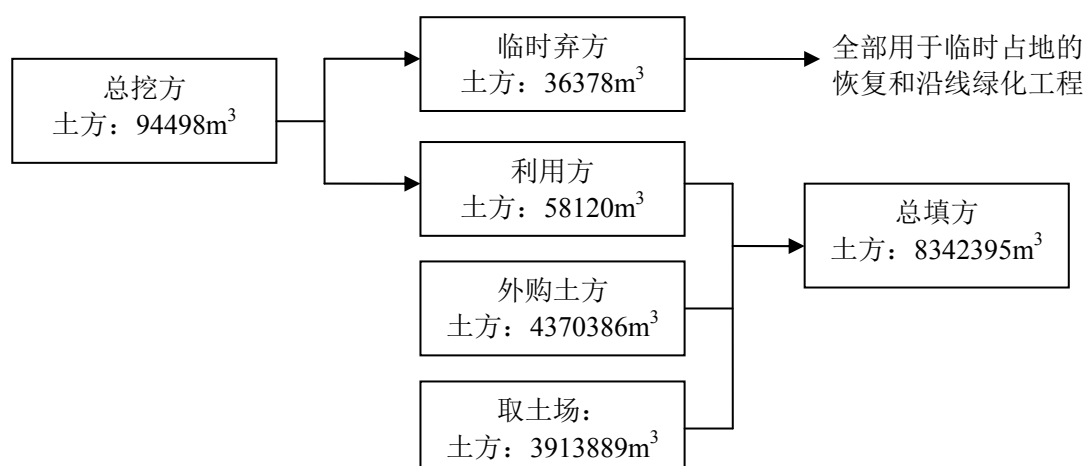 总挖方
土方：94498m³
临时弃方
土方：36378m³
全部用于临时占地的
恢复和沿线绿化工程
利用方
土方：58120m³
总填方
土方：8342395m³
外购土方
土方：4370386m³
取土场：
土方：3913889m³